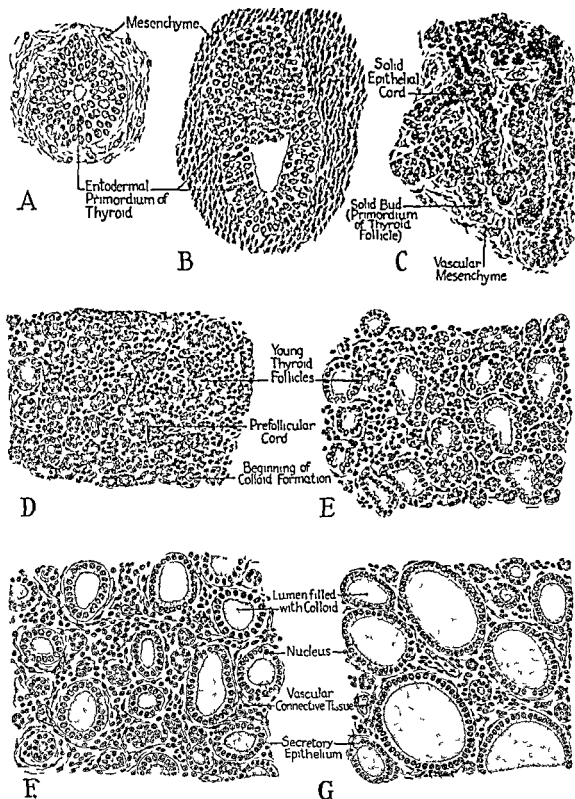 Mesenchyme
Solid
Epithelial
Cord
Entodermal
Primordium of
Thyroid
A
B
Solid Bud
(Primordium
of Thyroid
Follicle)
C
Vascular
Mesenchyme
Young
Thyroid
Follicles
Prefollicular
Cord
Beginning of
Colloid Formation
D
E
Lumen filled
with Colloid
Nucleus
Vascular
Connective Tissue
Secretory
Epithelium
F
G